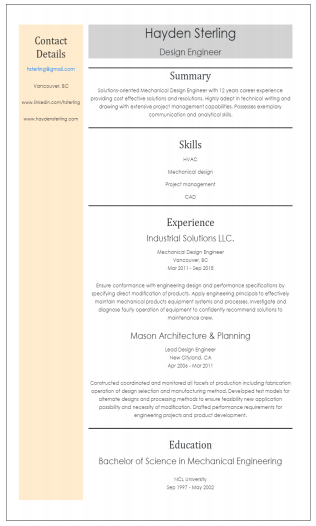 Contact
Details
hsterling@gmail.com
Vancouver, BC
www.linkedin.com/hsterling
www.haydensterling.com
Hayden Sterling
Design Engineer
Summary
Solutions-oriented Mechanical Design Engineer with 12 years career experience
providing cost effective solutions and resolutions. Highly adept in technical writing and
drawing with extensive project management capabilities. Possesses exemplary
communication and analytical skills.
Skills
HVAC
Mechanical design
Project management
CAD
Experience
Industrial Solutions LLC.
Mechanical Design Engineer
Vancouver, BC
Mar 2011 - Sep 2015
Ensure conformance with engineering design and performance specifications by
specifying direct modification of products. Apply engineering principals to effectively
maintain mechanical products equipment systems and processes. Investigate and
diagnose faulty operation of equipment to confidently recommend solutions to
maintenance crew.
Mason Architecture & Planning
Lead Design Engineer
New Cityland, CA
Apr 2006 - Mar 2011
Constructed coordinated and monitored all facets of production including fabrication
operation of design selection and manufacturing method. Developed test models for
alternate designs and processing methods to ensure feasibility new application
possibility and necessity of modification. Drafted performance requirements for
engineering projects and product development.
Education
Bachelor of Science in Mechanical Engineering
NCL University
Sep 1997 - May 2002